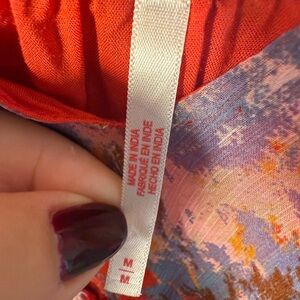 MADE IN INDIA
FABRIQUÉ EN INDE
HECHO EN INDIA
M
M